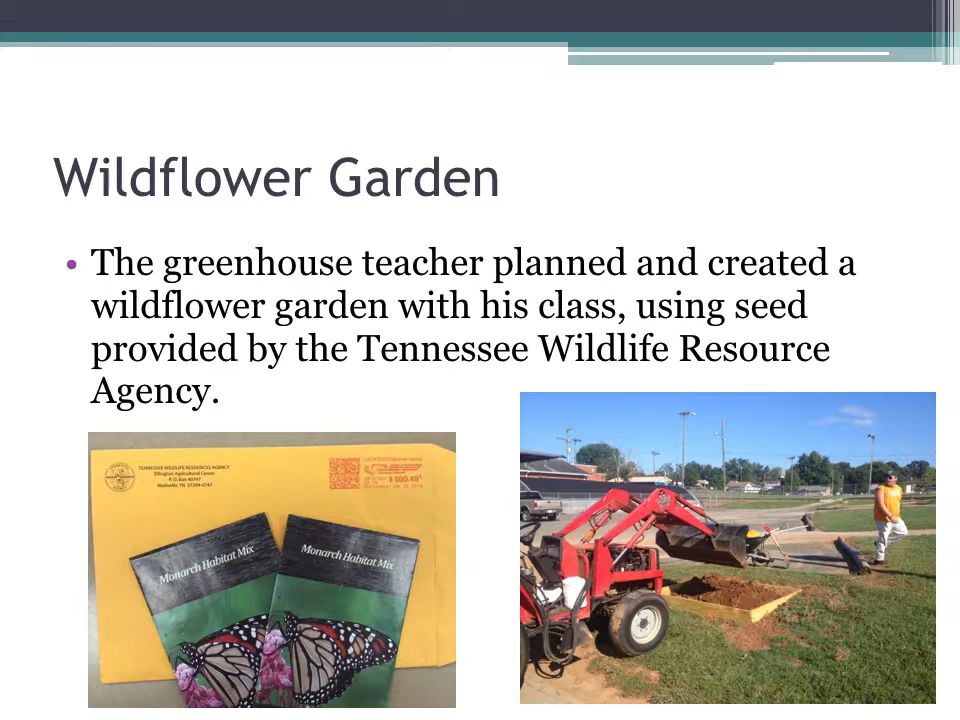 Wildflower Garden
• The greenhouse teacher planned and created a
wildflower garden with his class, using seed
provided by the Tennessee Wildlife Resource
Agency.
TENNESSEE WILDLIFE RESOURCES AGENCY
Ellington Agricultural Center
P. O. Box 40747
Nashville, TN 37204-0747
$ 000.48
Monarch Habitat Mix
Monarch Habitat Mix